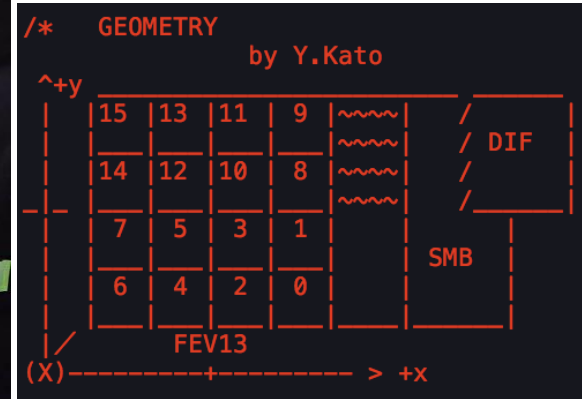 /* GEOMETRY
by Y.Kato
^+y
15 13 11 9 ~~~~
~~~~ DIF
14 12 10 8 ~~~~
~~~~
7 5 3 1
SMB
6 4 2 0
FEV13
(X)---------+--------- > +x